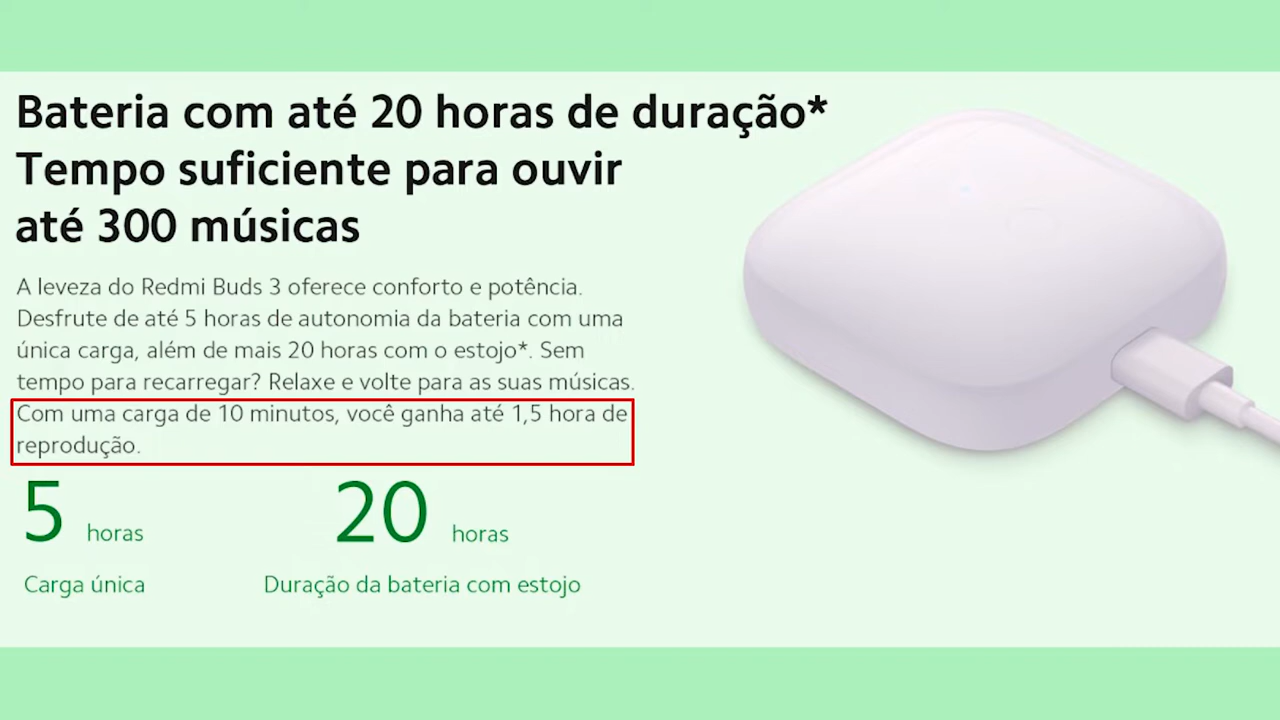 Bateria com até 20 horas de duração*
Tempo suficiente para ouvir
até 300 músicas
A leveza do Redmi Buds 3 oferece conforto e potência.
Desfrute de até 5 horas de autonomia da bateria com uma
única carga, além de mais 20 horas com o estojo*. Sem
tempo para recarregar? Relaxe e volte para as suas músicas.
Com uma carga de 10 minutos, você ganha até 1,5 hora de
reprodução.
5 horas
20 horas
Carga única
Duração da bateria com estojo